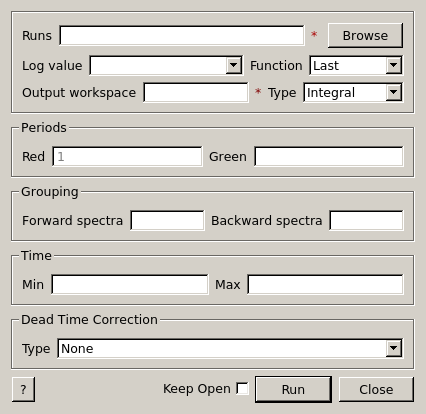 Runs * Browse
Log value Function Last
Output workspace * Type Integral
Periods
Red 1 Green
Grouping
Forward spectra Backward spectra
Time
Min Max
Dead Time Correction
Type None
? Keep Open Run Close